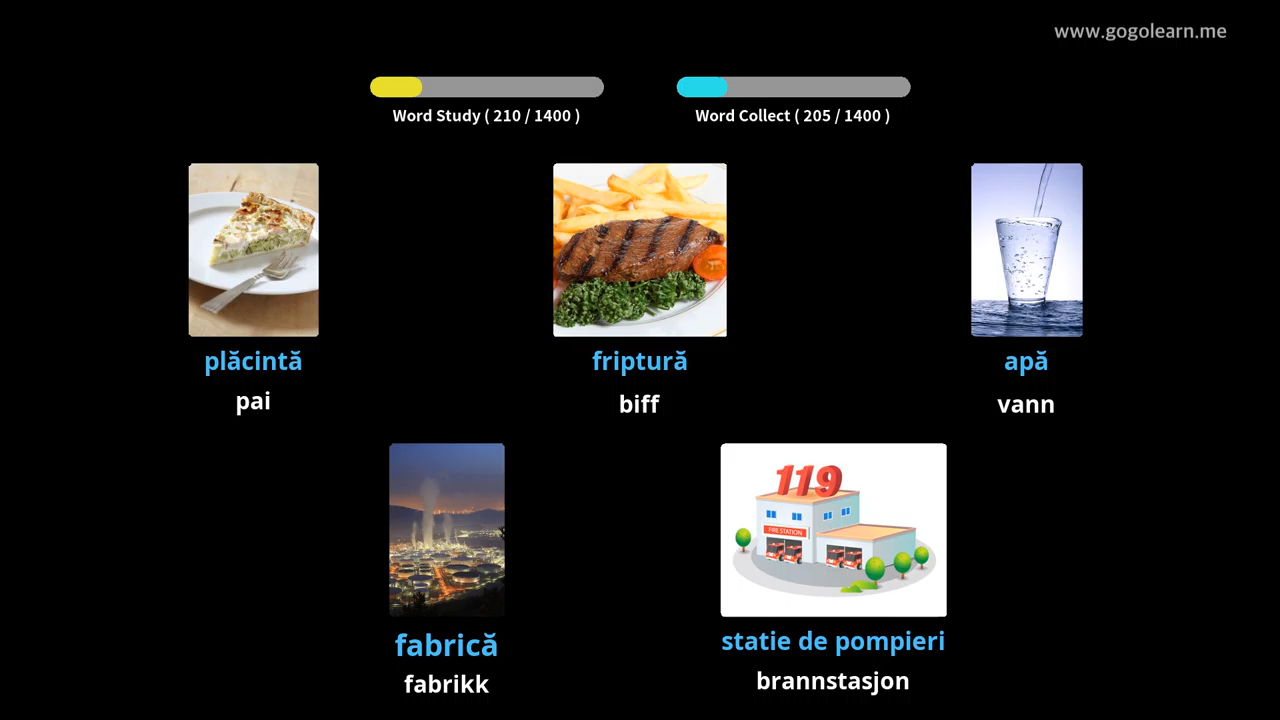 www.gogolearn.me
Word Study ( 210 / 1400 )
Word Collect ( 205 / 1400 )
plăcintă
friptură
apă
pai
biff
vann
119
FIRE STATION
fabrică
statie de pompieri
fabrikk
brannstasjon